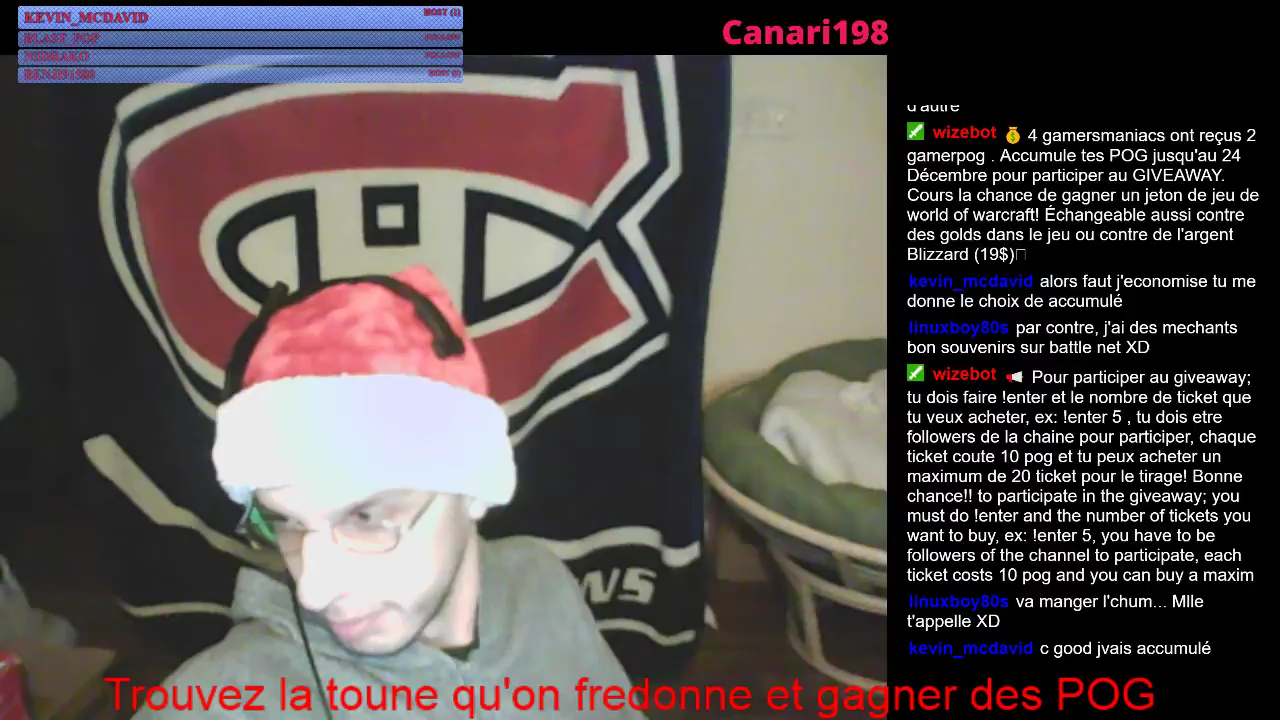 KEVIN_MCDAVID HOST (1)
BLAST_POP FOLLOW
NIDRAKO FOLLOW
BENJI91580 HOST (1)
Canari198
d'autre
wizebot 💰 4 gamersmaniacs ont reçus 2
gamerpog . Accumule tes POG jusqu'au 24
Décembre pour participer au GIVEAWAY.
Cours la chance de gagner un jeton de jeu de
world of warcraft! Échangeable aussi contre
des golds dans le jeu ou contre de l'argent
Blizzard (19$)
kevin_mcdavid alors faut j'economise tu me
donne le choix de accumulé
linuxboy80s par contre, j'ai des mechants
bon souvenirs sur battle net XD
wizebot 📢 Pour participer au giveaway;
tu dois faire !enter et le nombre de ticket que
tu veux acheter, ex: !enter 5 , tu dois etre
followers de la chaine pour participer, chaque
ticket coute 10 pog et tu peux acheter un
maximum de 20 ticket pour le tirage! Bonne
chance!! to participate in the giveaway; you
must do !enter and the number of tickets you
want to buy, ex: !enter 5, you have to be
followers of the channel to participate, each
ticket costs 10 pog and you can buy a maxim
linuxboy80s va manger l'chum... Mlle
t'appelle XD
kevin_mcdavid c good jvais accumulé
Trouvez la toune qu'on fredonne et gagner des POG